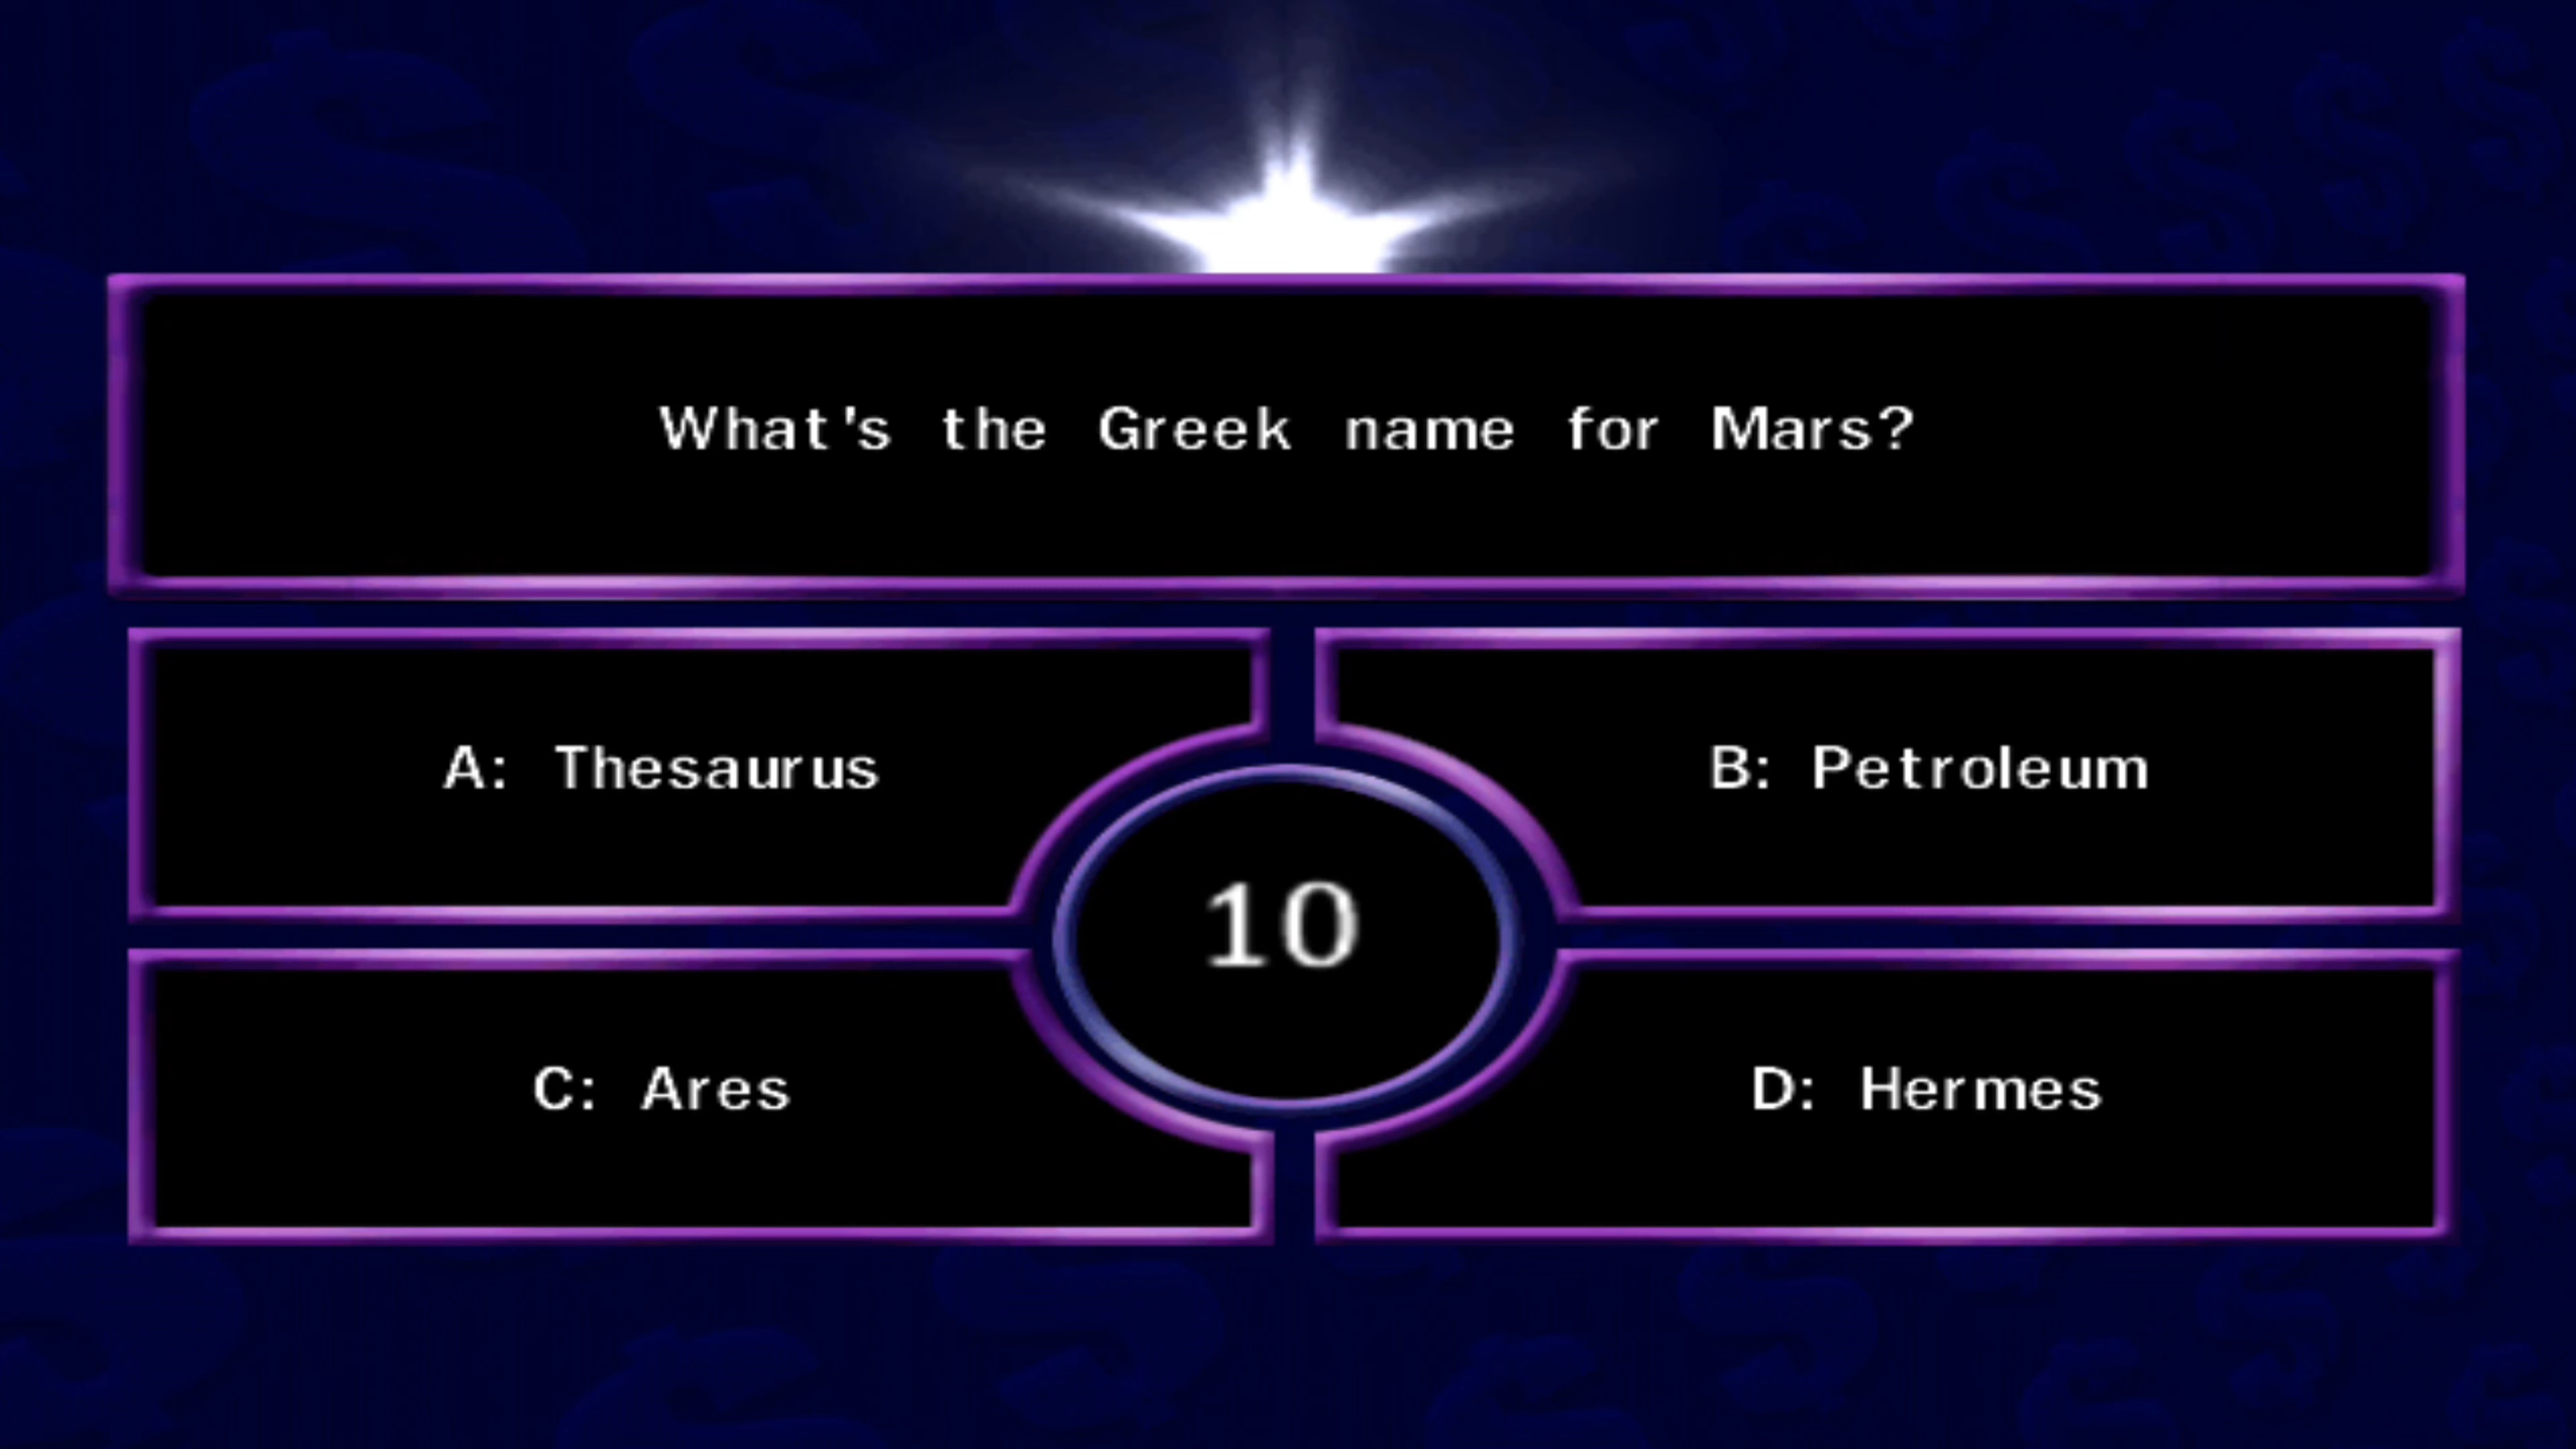 What's the Greek name for Mars?
A: Thesaurus
B: Petroleum
10
C: Ares
D: Hermes